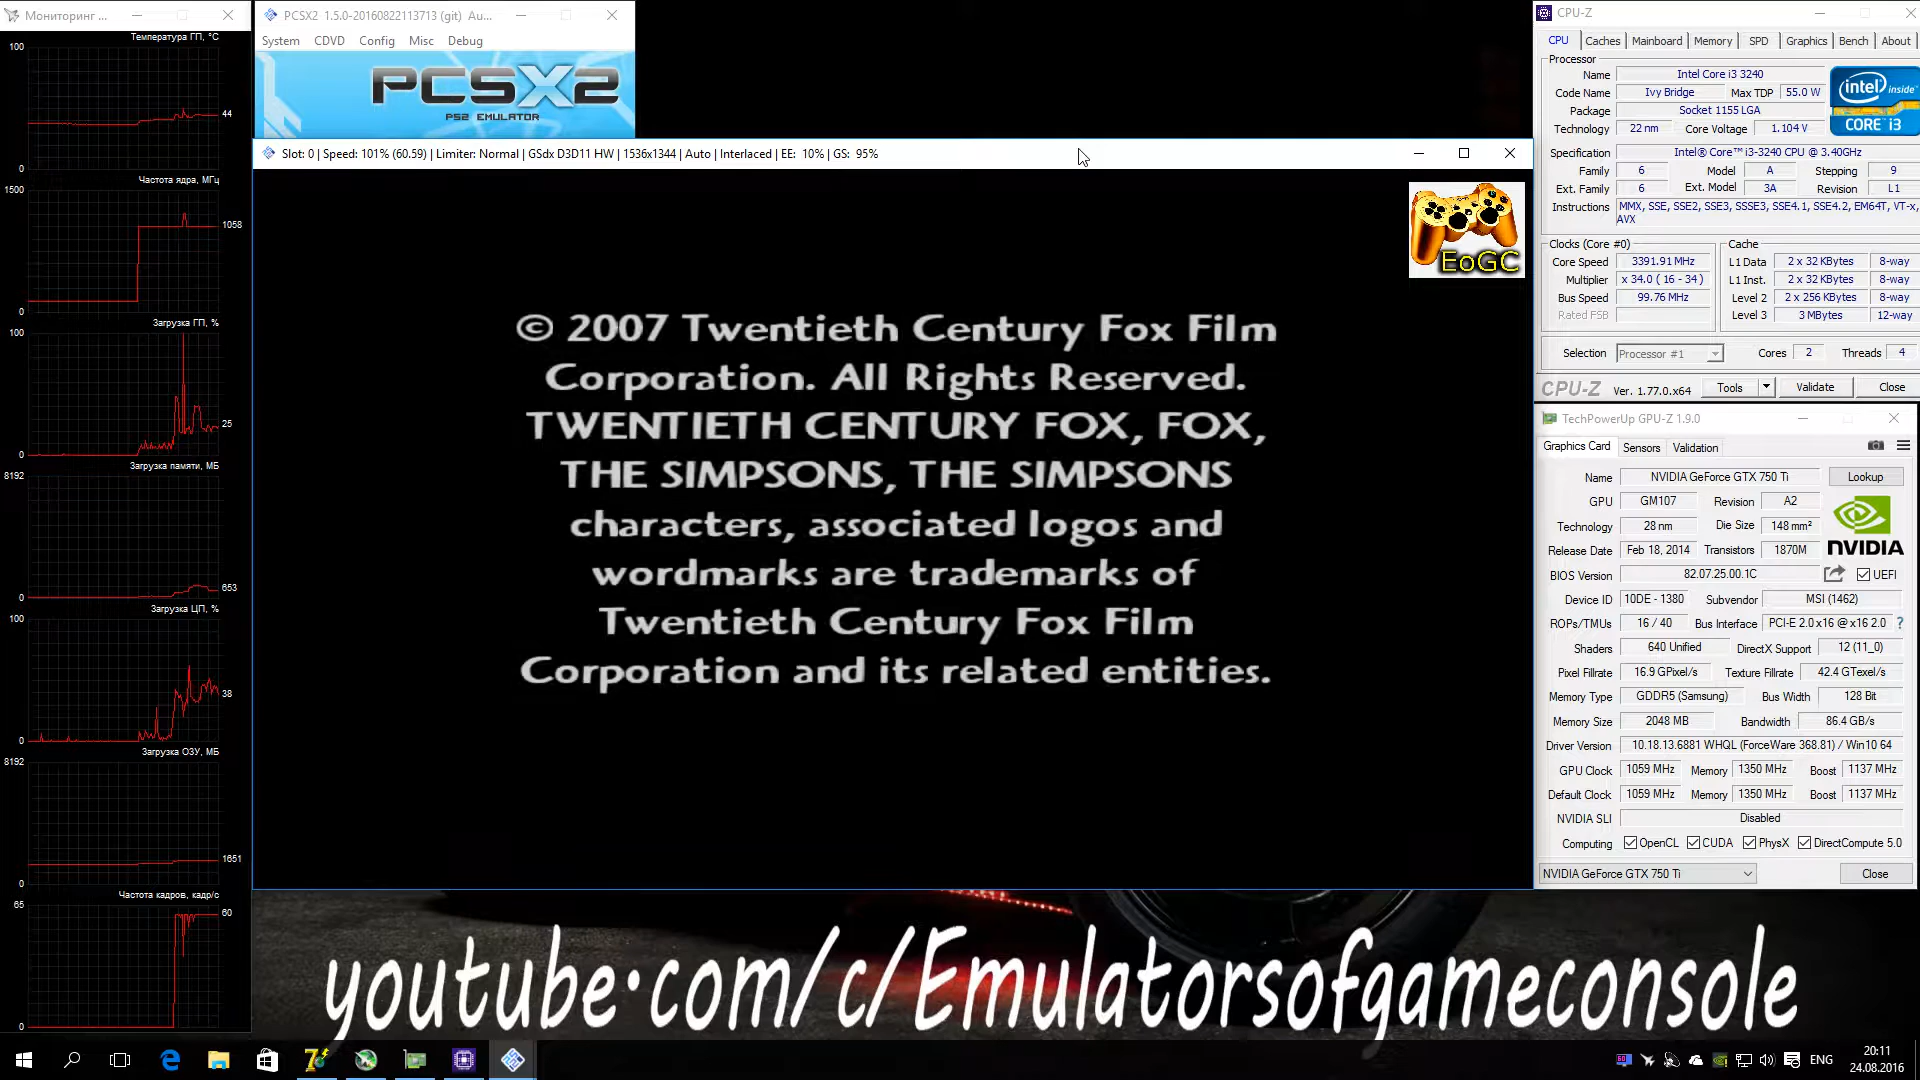 Мониторинг ...
Температура ГП, °C
100
44
0
Частота ядра, МГц
1500
1058
0
Загрузка ГП, %
100
25
0
Загрузка памяти, МБ
8192
653
0
Загрузка ЦП, %
100
38
0
Загрузка ОЗУ, МБ
8192
1651
0
Частота кадров, кадр/с
65
60
0
PCSX2 1.5.0-20160822113713 (git) Au...
System CDVD Config Misc Debug
PCSX2
PS2 EMULATOR
Slot: 0 | Speed: 101% (60.59) | Limiter: Normal | GSdx D3D11 HW | 1536x1344 | Auto | Interlaced | EE: 10% | GS: 95%
EoGC
© 2007 Twentieth Century Fox Film
Corporation. All Rights Reserved.
TWENTIETH CENTURY FOX, FOX,
THE SIMPSONS, THE SIMPSONS
characters, associated logos and
wordmarks are trademarks of
Twentieth Century Fox Film
Corporation and its related entities.
CPU-Z
CPU Caches Mainboard Memory SPD Graphics Bench About
Processor
Name Intel Core i3 3240
Code Name Ivy Bridge Max TDP 55.0 W
Package Socket 1155 LGA
Technology 22 nm Core Voltage 1.104 V
intel inside
CORE i3
Specification Intel® Core™ i3-3240 CPU @ 3.40GHz
Family 6 Model A Stepping 9
Ext. Family 6 Ext. Model 3A Revision L1
Instructions MMX, SSE, SSE2, SSE3, SSSE3, SSE4.1, SSE4.2, EM64T, VT-x,
AVX
Clocks (Core #0) Cache
Core Speed 3391.91 MHz L1 Data 2 x 32 KBytes 8-way
Multiplier x 34.0 ( 16 - 34 ) L1 Inst. 2 x 32 KBytes 8-way
Bus Speed 99.76 MHz Level 2 2 x 256 KBytes 8-way
Rated FSB Level 3 3 MBytes 12-way
Selection Processor #1 Cores 2 Threads 4
CPU-Z Ver. 1.77.0.x64 Tools Validate Close
TechPowerUp GPU-Z 1.9.0
Graphics Card Sensors Validation
Name NVIDIA GeForce GTX 750 Ti Lookup
GPU GM107 Revision A2
Technology 28 nm Die Size 148 mm²
Release Date Feb 18, 2014 Transistors 1870M
NVIDIA
BIOS Version 82.07.25.00.1C UEFI
Device ID 10DE - 1380 Subvendor MSI (1462)
ROPs/TMUs 16 / 40 Bus Interface PCI-E 2.0 x16 @ x16 2.0 ?
Shaders 640 Unified DirectX Support 12 (11_0)
Pixel Fillrate 16.9 GPixel/s Texture Fillrate 42.4 GTexel/s
Memory Type GDDR5 (Samsung) Bus Width 128 Bit
Memory Size 2048 MB Bandwidth 86.4 GB/s
Driver Version 10.18.13.6881 WHQL (ForceWare 368.81) / Win10 64
GPU Clock 1059 MHz Memory 1350 MHz Boost 1137 MHz
Default Clock 1059 MHz Memory 1350 MHz Boost 1137 MHz
NVIDIA SLI Disabled
Computing OpenCL CUDA PhysX DirectCompute 5.0
NVIDIA GeForce GTX 750 Ti Close
youtube.com/c/Emulatorsofgameconsole
ENG
20:11
24.08.2016